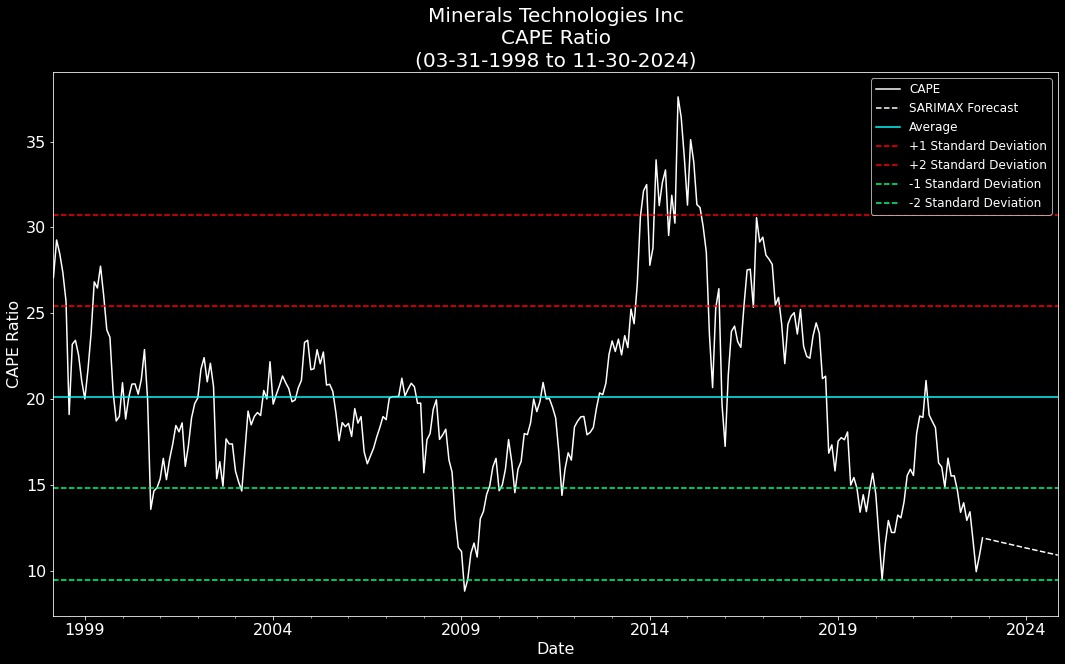 Minerals Technologies Inc
CAPE Ratio
(03-31-1998 to 11-30-2024)
CAPE
SARIMAX Forecast
Average
+1 Standard Deviation
+2 Standard Deviation
-1 Standard Deviation
-2 Standard Deviation
CAPE Ratio
35
30
25
20
15
10
1999
2004
2009
2014
2019
2024
Date